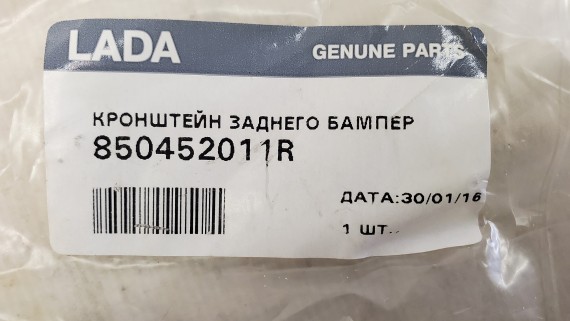 LADA
GENUNE PARTS
КРОНШТЕЙН ЗАДНЕГО БАМПЕР
850452011R
ДАТА:30/01/16
1 ШТ.